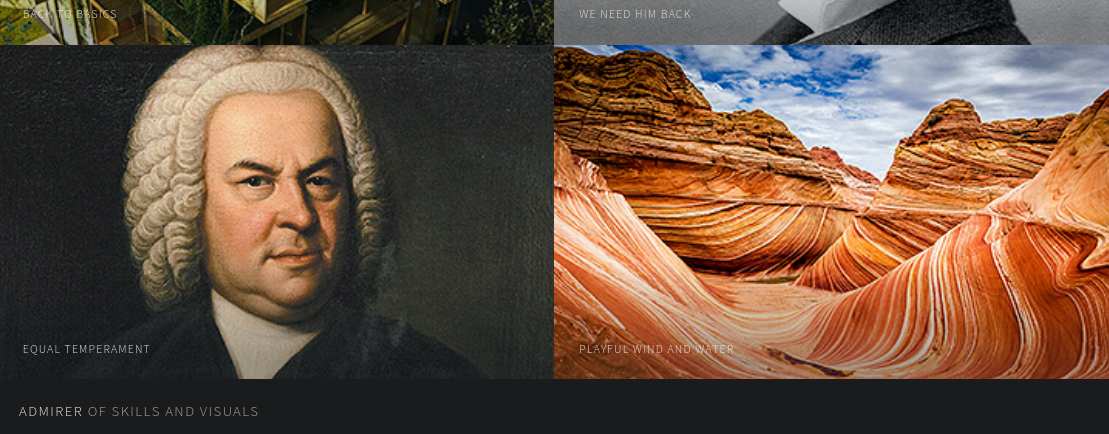 BACK TO BASICS
WE NEED HIM BACK
EQUAL TEMPERAMENT
PLAYFUL WIND AND WATER
ADMIRER OF SKILLS AND VISUALS